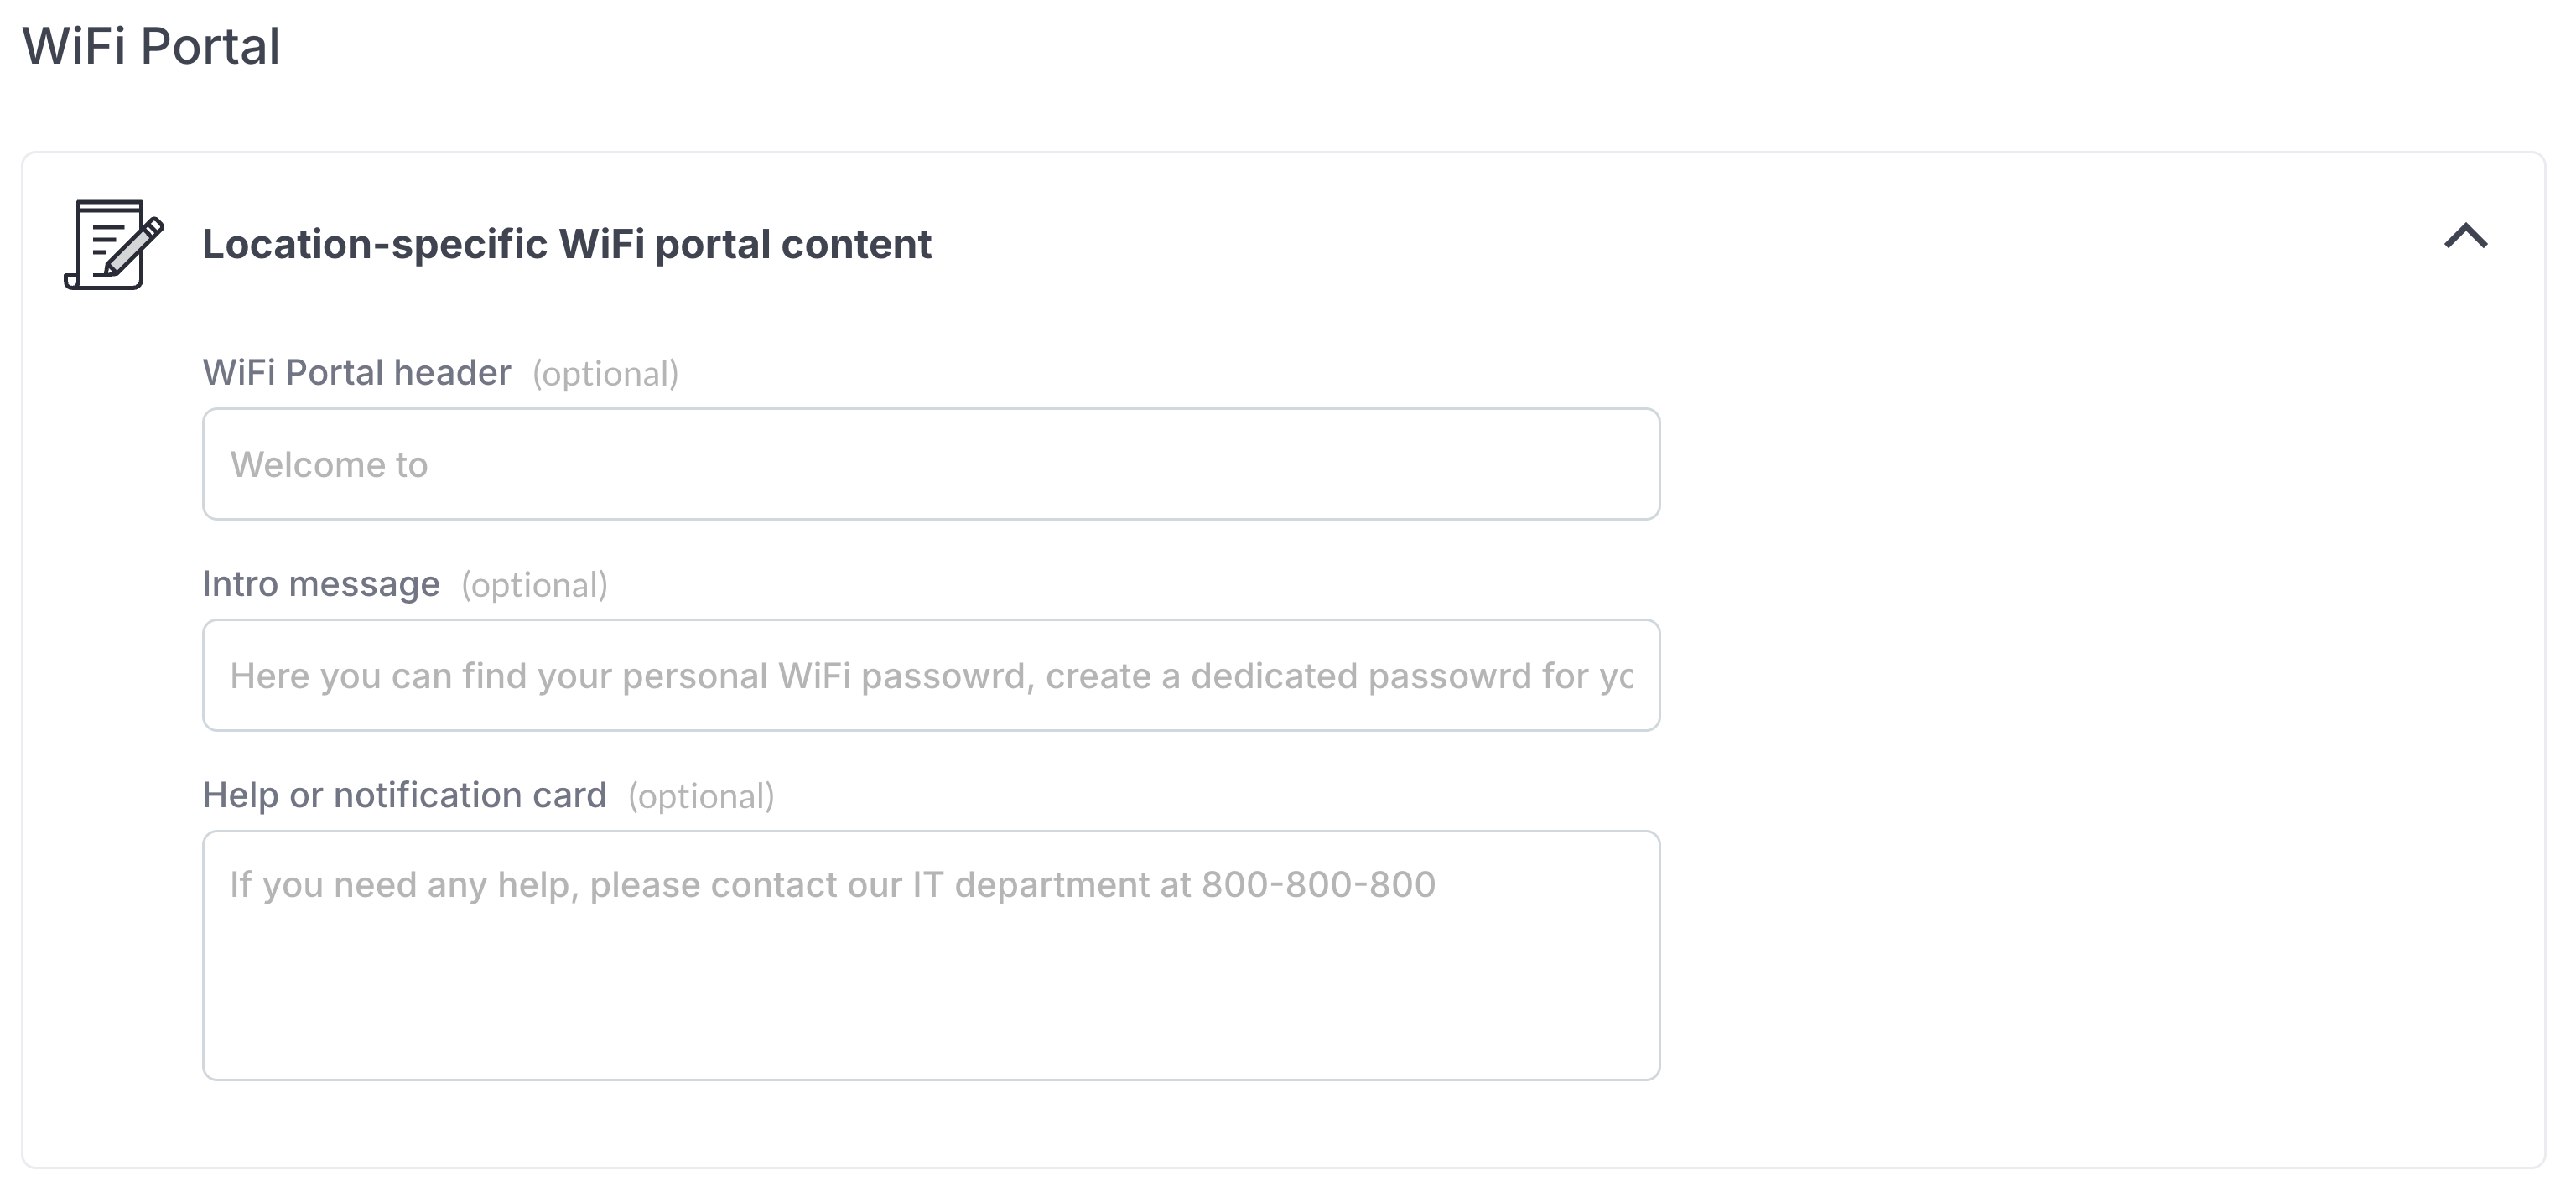 WiFi Portal
Location-specific WiFi portal content
WiFi Portal header (optional)
Welcome to
Intro message (optional)
Here you can find your personal WiFi passowrd, create a dedicated passowrd for yo
Help or notification card (optional)
If you need any help, please contact our IT department at 800-800-800